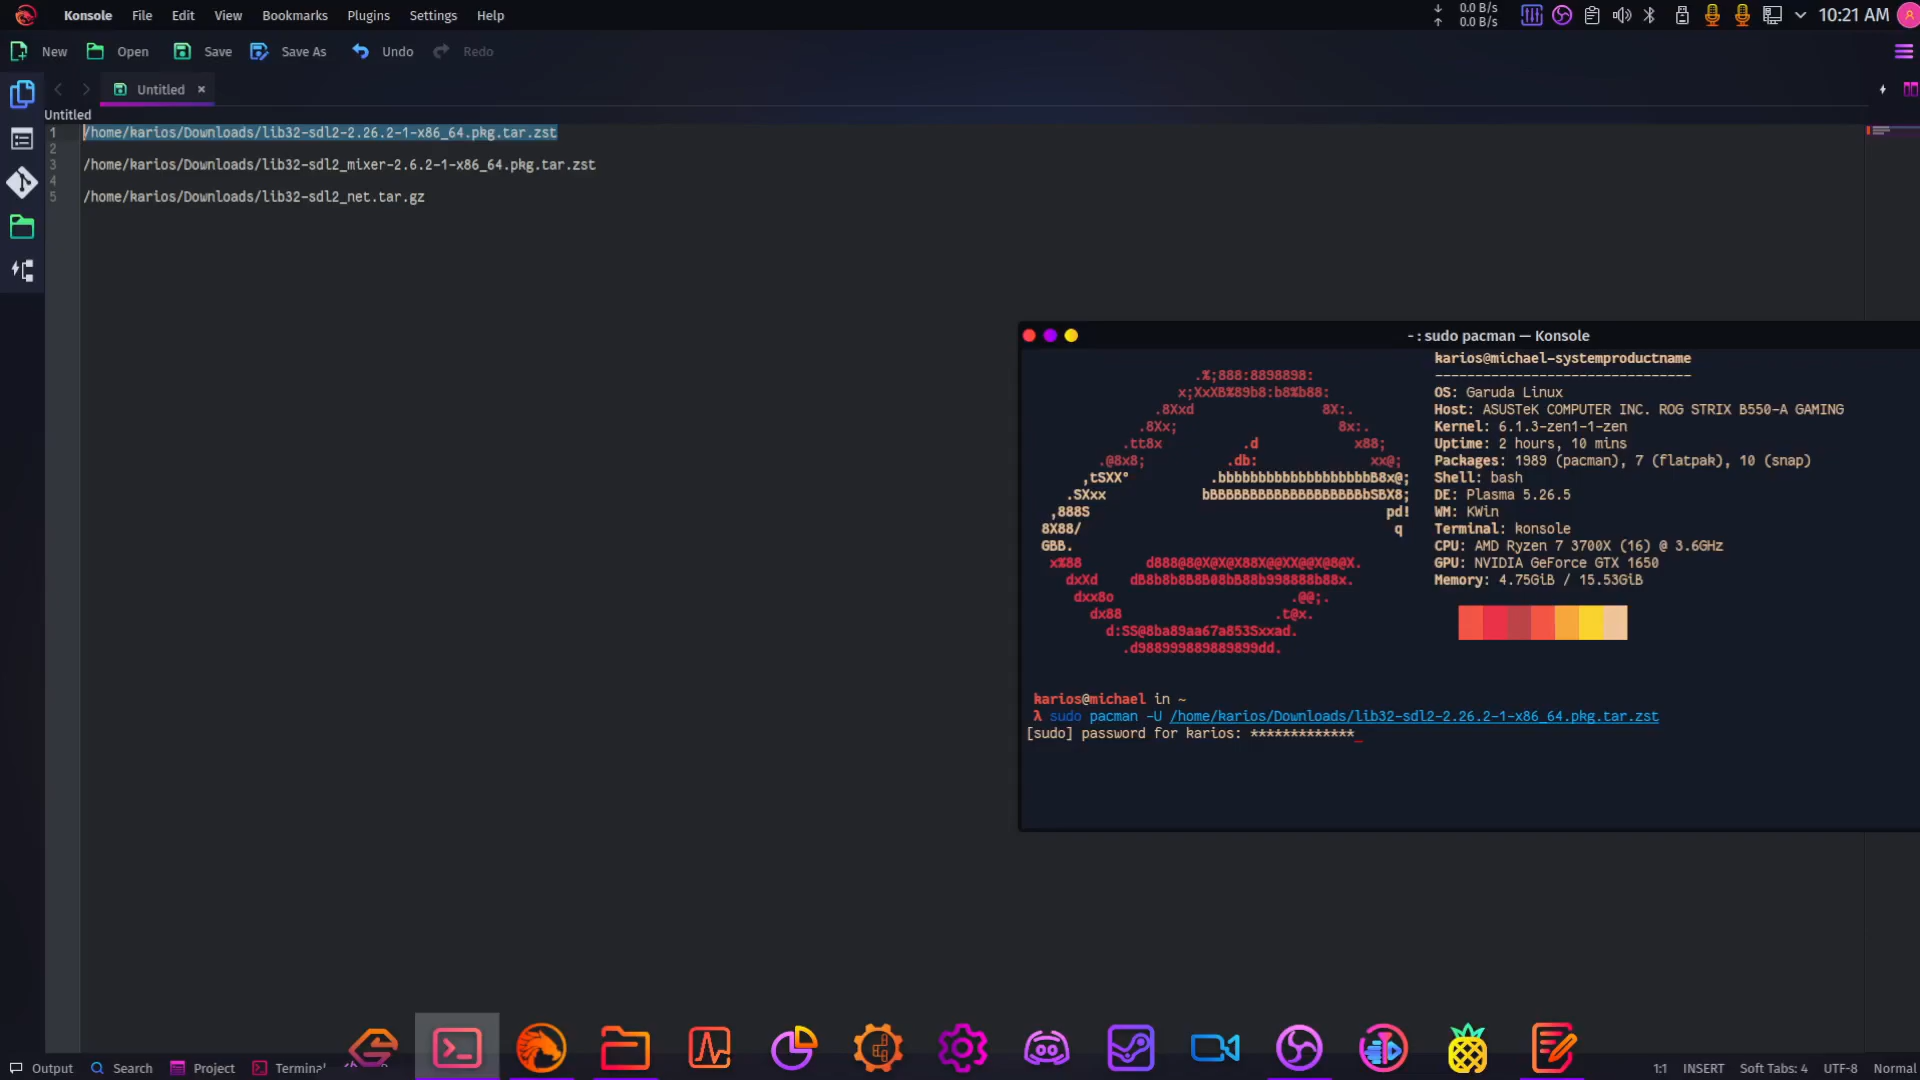 Konsole File Edit View Bookmarks Plugins Settings Help
0.0 B/s
0.0 B/s
10:21 AM
New Open Save Save As Undo Redo
Untitled
Untitled
1 /home/karios/Downloads/lib32-sdl2-2.26.2-1-x86_64.pkg.tar.zst
2
3 /home/karios/Downloads/lib32-sdl2_mixer-2.6.2-1-x86_64.pkg.tar.zst
4
5 /home/karios/Downloads/lib32-sdl2_net.tar.gz
~ : sudo pacman — Konsole
karios@michael-systemproductname
--------------------------------
OS: Garuda Linux
Host: ASUSTeK COMPUTER INC. ROG STRIX B550-A GAMING
Kernel: 6.1.3-zen1-1-zen
Uptime: 2 hours, 10 mins
Packages: 1989 (pacman), 7 (flatpak), 10 (snap)
Shell: bash
DE: Plasma 5.26.5
WM: KWin
Terminal: konsole
CPU: AMD Ryzen 7 3700X (16) @ 3.6GHz
GPU: NVIDIA GeForce GTX 1650
Memory: 4.75GiB / 15.53GiB
karios@michael in ~
λ sudo pacman -U /home/karios/Downloads/lib32-sdl2-2.26.2-1-x86_64.pkg.tar.zst
[sudo] password for karios: *************
Output Search Project Terminal
1:1 INSERT Soft Tabs: 4 UTF-8 Normal